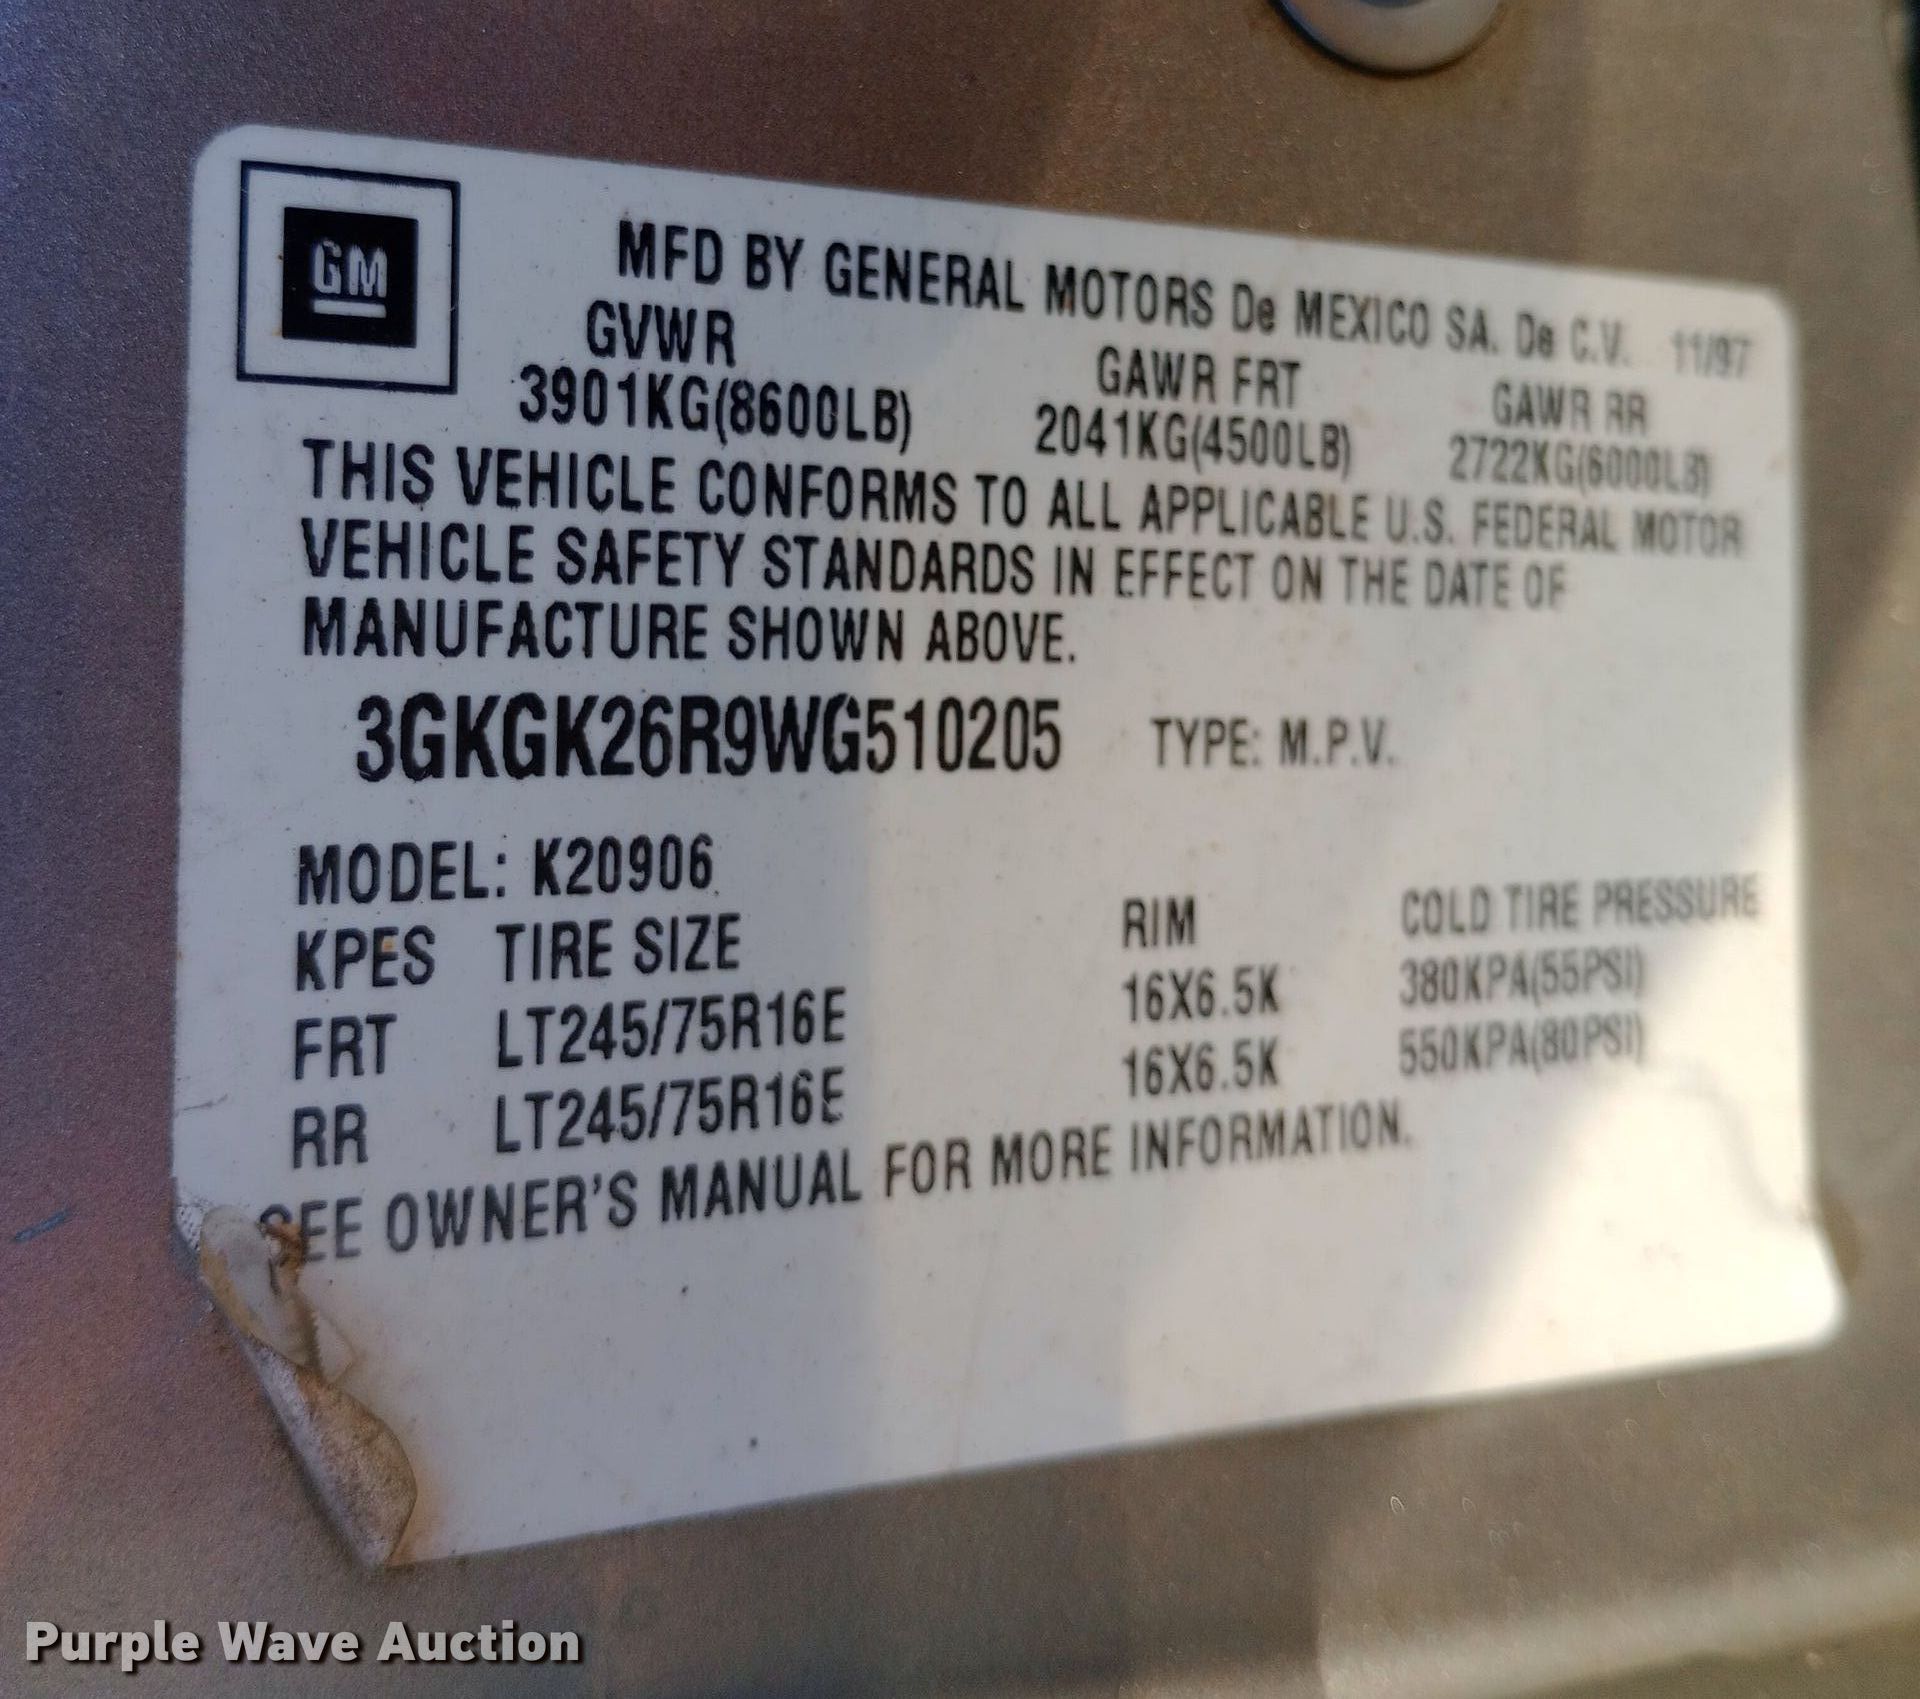 GM
MFD BY GENERAL MOTORS De MEXICO SA. De C.V. 11/97
GVWR GAWR FRT GAWR RR
3901KG(8600LB) 2041KG(4500LB) 2722KG(6000LB)
THIS VEHICLE CONFORMS TO ALL APPLICABLE U.S. FEDERAL MOTOR
VEHICLE SAFETY STANDARDS IN EFFECT ON THE DATE OF
MANUFACTURE SHOWN ABOVE.
3GKGK26R9WG510205 TYPE: M.P.V.
MODEL: K20906
KPES TIRE SIZE RIM COLD TIRE PRESSURE
FRT LT245/75R16E 16X6.5K 380KPA(55PSI)
RR LT245/75R16E 16X6.5K 550KPA(80PSI)
SEE OWNER'S MANUAL FOR MORE INFORMATION.
Purple Wave Auction